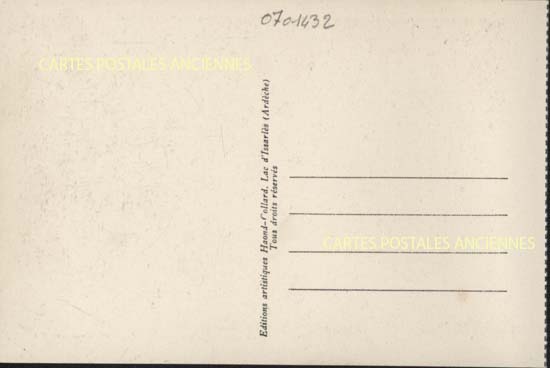 070-1432
CARTES POSTALES ANCIENNES
Editions artistiques Haond-Collard, Lac d'Issarlès (Ardèche)
Tous droits réservés
CARTES POSTALES ANCIENNES